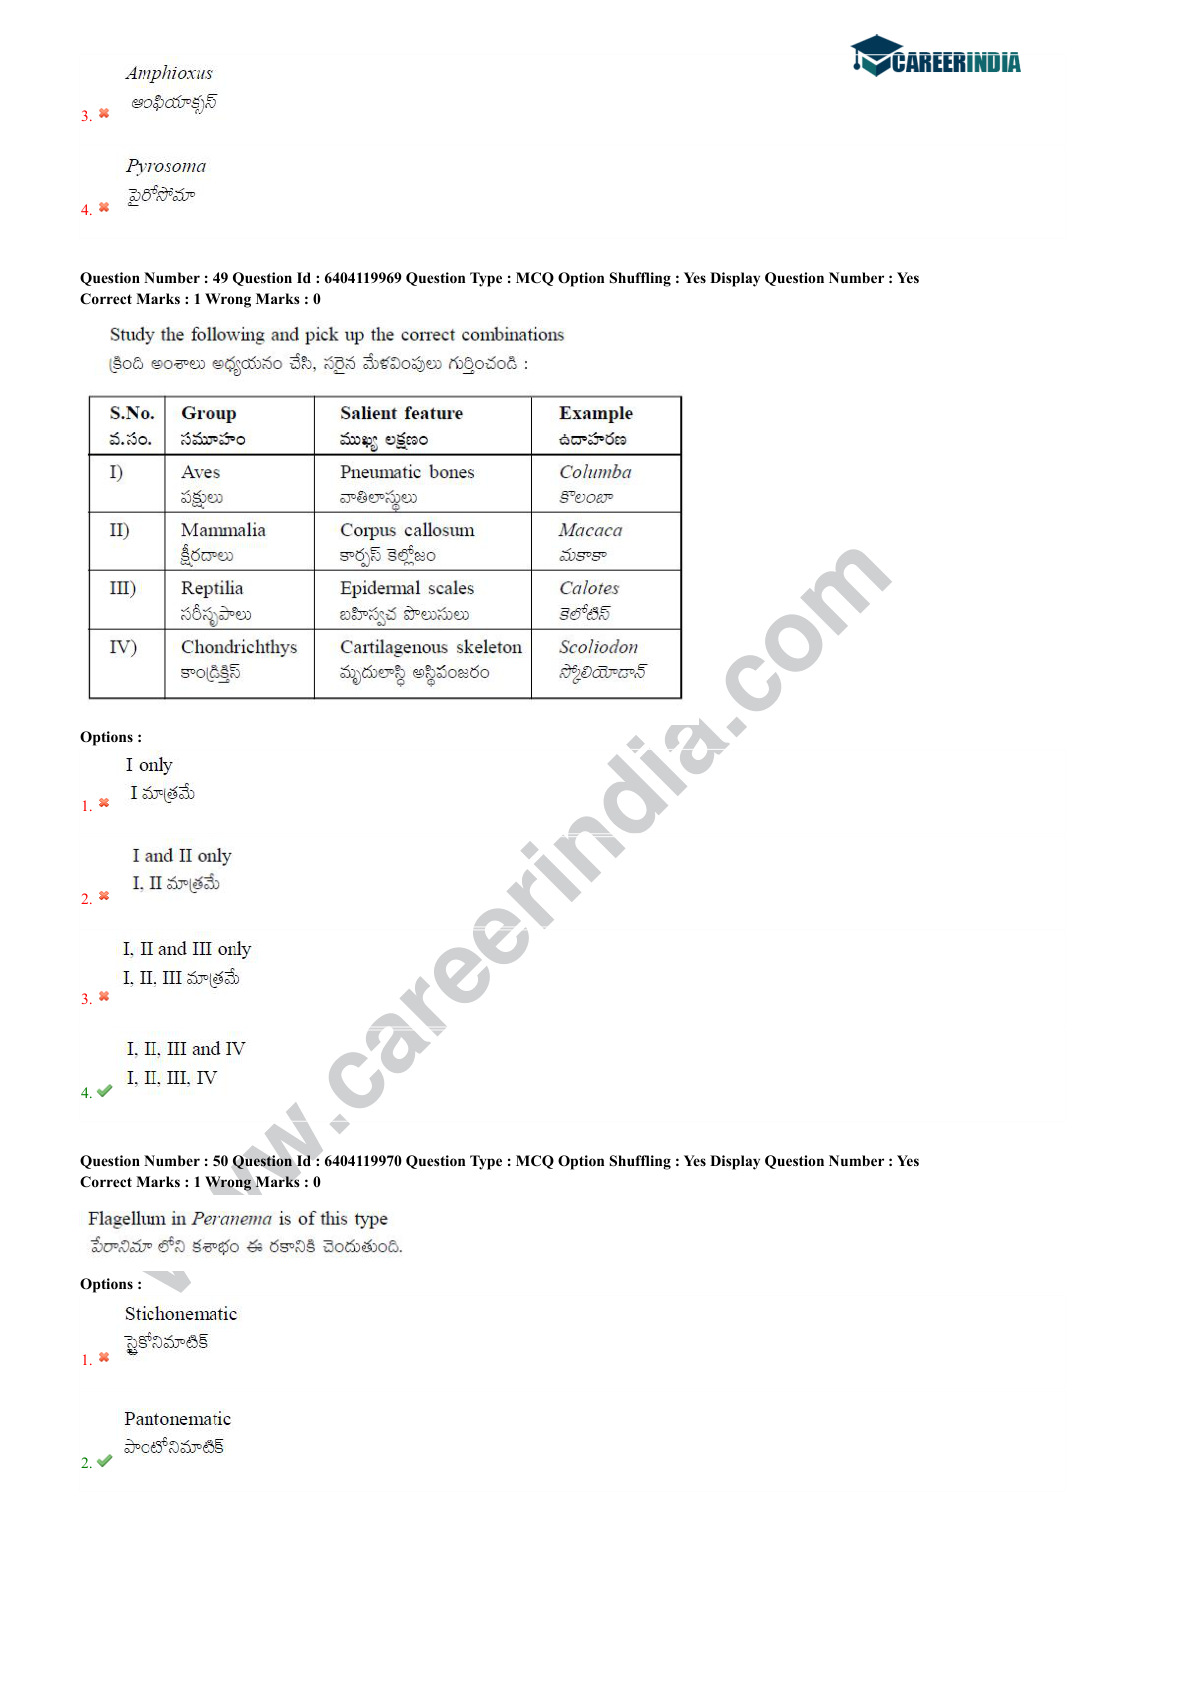 CAREERINDIA
Amphioxus
ఆంఫియాక్సస్
3.
Pyrosoma
పైరోసోమా
4.
Question Number : 49 Question Id : 6404119969 Question Type : MCQ Option Shuffling : Yes Display Question Number : Yes
Correct Marks : 1 Wrong Marks : 0
Study the following and pick up the correct combinations
క్రింది అంశాలు అధ్యయనం చేసి, సరైన మేళవింపులు గుర్తించండి :
S.No. Group Salient feature Example
వ.సం. సమూహం ముఖ్య లక్షణం ఉదాహరణ
I) Aves Pneumatic bones Columba
పక్షులు వాతిలాస్థులు కొలంబా
II) Mammalia Corpus callosum Macaca
క్షీరదాలు కార్పస్ కెల్లోజం మకాకా
III) Reptilia Epidermal scales Calotes
సరీసృపాలు బహిస్త్వచ పొలుసులు కెలోటిస్
IV) Chondrichthys Cartilagenous skeleton Scoliodon
కాండ్రిక్తిస్ మృదులాస్థి అస్థిపంజరం స్కోలియోడాన్
Options :
I only
I మాత్రమే
1.
I and II only
I, II మాత్రమే
2.
I, II and III only
I, II, III మాత్రమే
3.
I, II, III and IV
I, II, III, IV
4.
Question Number : 50 Question Id : 6404119970 Question Type : MCQ Option Shuffling : Yes Display Question Number : Yes
Correct Marks : 1 Wrong Marks : 0
Flagellum in Peranema is of this type
పేరానిమా లోని కశాభం ఈ రకానికి చెందుతుంది.
Options :
Stichonematic
స్టైకోనిమాటిక్
1.
Pantonematic
పాంటోనిమాటిక్
2.
www.careerindia.com